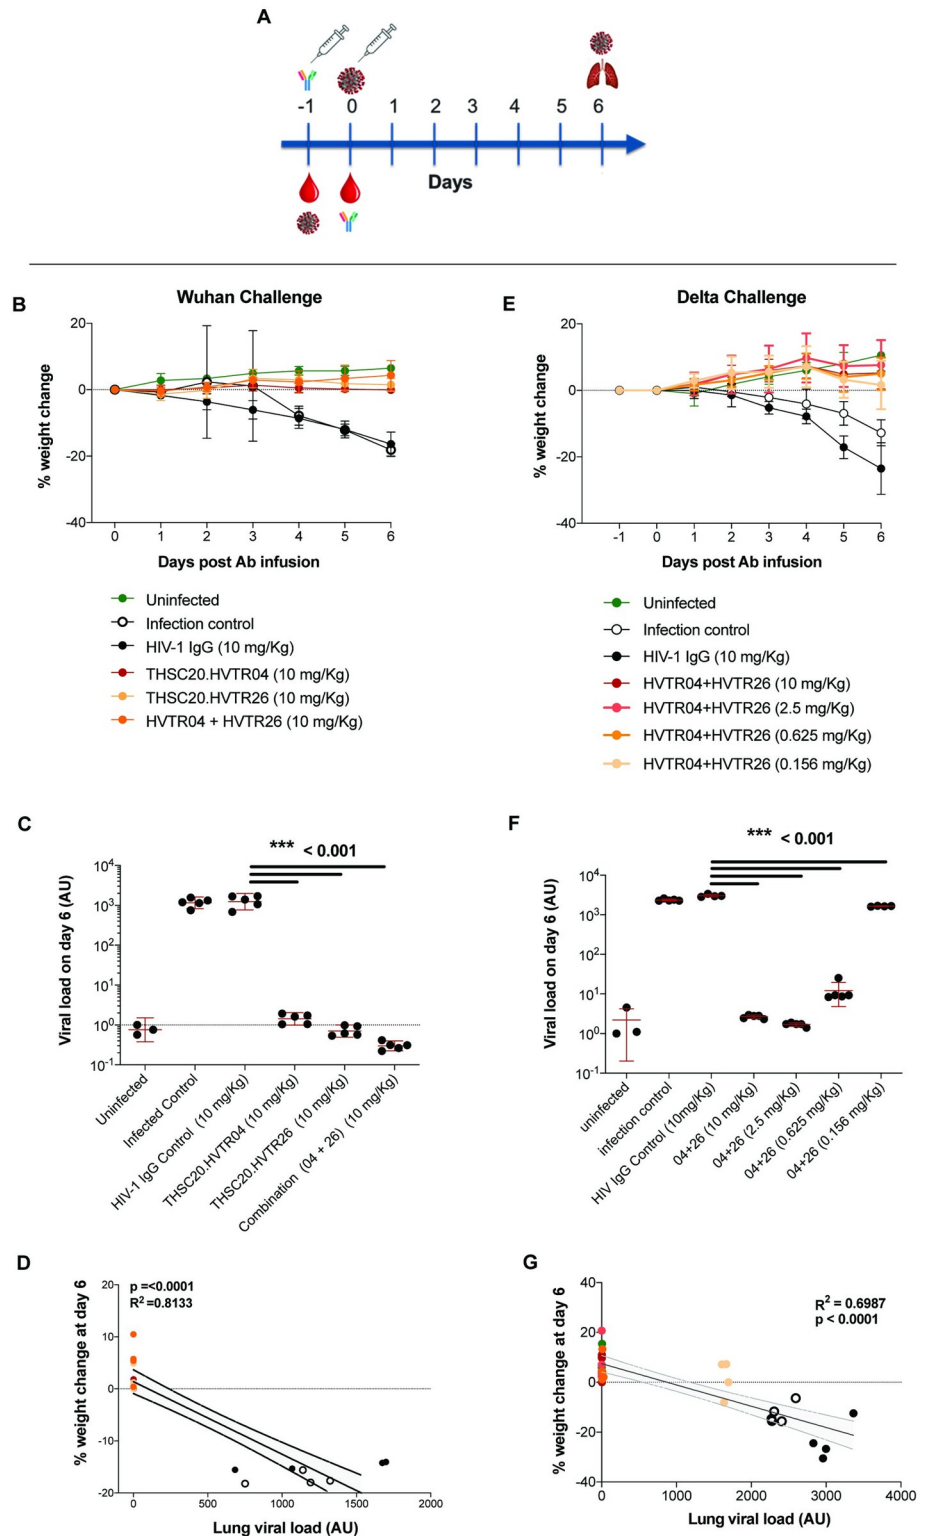 A
-1 0 1 2 3 4 5 6
Days
B
Wuhan Challenge
% weight change
20
0
-20
-40
0 1 2 3 4 5 6
Days post Ab infusion
Uninfected
Infection control
HIV-1 IgG (10 mg/Kg)
THSC20.HVTR04 (10 mg/Kg)
THSC20.HVTR26 (10 mg/Kg)
HVTR04 + HVTR26 (10 mg/Kg)
E
Delta Challenge
% weight change
20
0
-20
-40
-1 0 1 2 3 4 5 6
Days post Ab infusion
Uninfected
Infection control
HIV-1 IgG (10 mg/Kg)
HVTR04+HVTR26 (10 mg/Kg)
HVTR04+HVTR26 (2.5 mg/Kg)
HVTR04+HVTR26 (0.625 mg/Kg)
HVTR04+HVTR26 (0.156 mg/Kg)
C
*** < 0.001
Viral load on day 6 (AU)
10⁴
10³
10²
10¹
10⁰
10⁻¹
Uninfected
Infected Control
HIV-1 IgG Control (10 mg/Kg)
THSC20.HVTR04 (10 mg/Kg)
THSC20.HVTR26 (10 mg/Kg)
Combination (04 + 26) (10 mg/Kg)
F
*** < 0.001
Viral load on day 6 (AU)
10⁴
10³
10²
10¹
10⁰
10⁻¹
uninfected
infection control
HIV IgG Control (10mg/Kg)
04+26 (10 mg/Kg)
04+26 (2.5 mg/Kg)
04+26 (0.625 mg/Kg)
04+26 (0.156 mg/Kg)
D
% weight change at day 6
p =<0.0001
R² =0.8133
20
10
0
-10
-20
0 500 1000 1500 2000
Lung viral load (AU)
G
% weight change at day 6
R² = 0.6987
p < 0.0001
40
20
0
-20
-40
0 1000 2000 3000 4000
Lung viral load (AU)